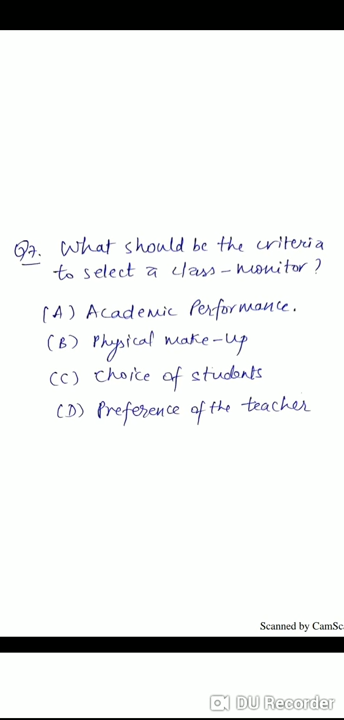 Q7. What should be the criteria
to select a class-monitor?
(A) Academic Performance.
(B) Physical make-up
(C) Choice of students
(D) Preference of the teacher
Scanned by CamSc
DU Recorder